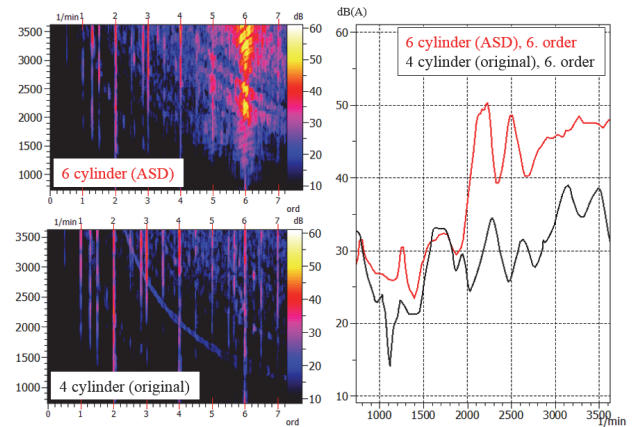 1/min 1 2 3 4 5 6 7 dB
3500
3000
2500
2000
1500
1000
60
50
40
30
20
10
6 cylinder (ASD)
0 1 2 3 4 5 6 7
ord
1/min 1 2 3 4 5 6 7 dB
3500
3000
2500
2000
1500
1000
60
50
40
30
20
10
4 cylinder (original)
0 1 2 3 4 5 6 7
ord
dB(A)
60
50
40
30
20
10
6 cylinder (ASD), 6. order
4 cylinder (original), 6. order
1000 1500 2000 2500 3000 3500
1/min